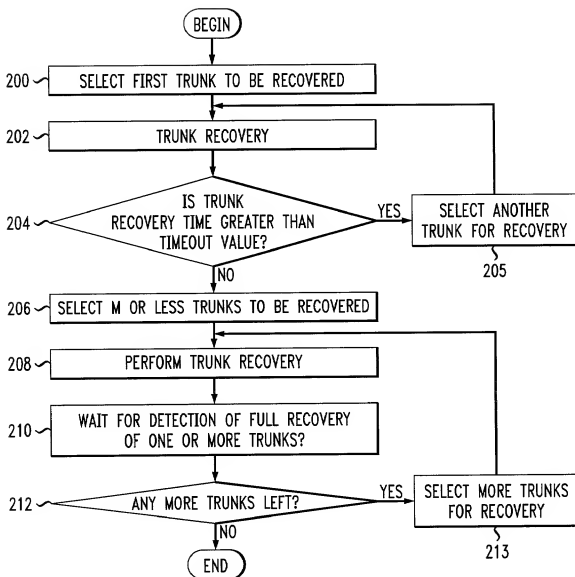 BEGIN
200
SELECT FIRST TRUNK TO BE RECOVERED
202
TRUNK RECOVERY
204
IS TRUNK
RECOVERY TIME GREATER THAN
TIMEOUT VALUE?
YES
SELECT ANOTHER
TRUNK FOR RECOVERY
205
NO
206
SELECT M OR LESS TRUNKS TO BE RECOVERED
208
PERFORM TRUNK RECOVERY
210
WAIT FOR DETECTION OF FULL RECOVERY
OF ONE OR MORE TRUNKS?
212
ANY MORE TRUNKS LEFT?
YES
SELECT MORE TRUNKS
FOR RECOVERY
213
NO
END